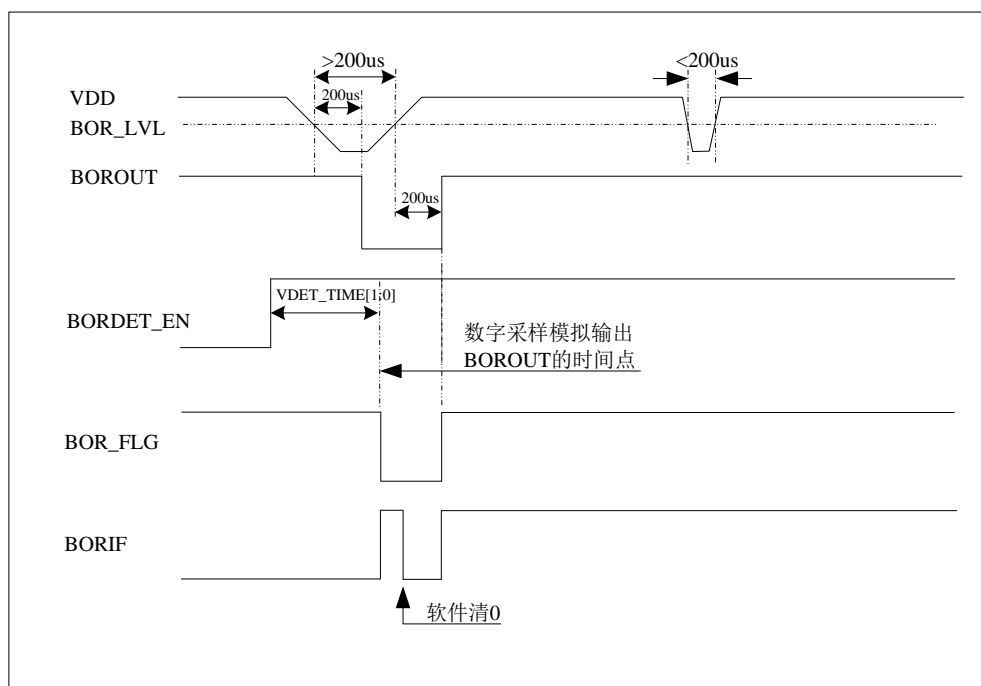 >200us
<200us
VDD
200us
BOR_LVL
BOROUT
200us
VDET_TIME[1:0]
BORDET_EN
数字采样模拟输出
BOROUT的时间点
BOR_FLG
BORIF
软件清0